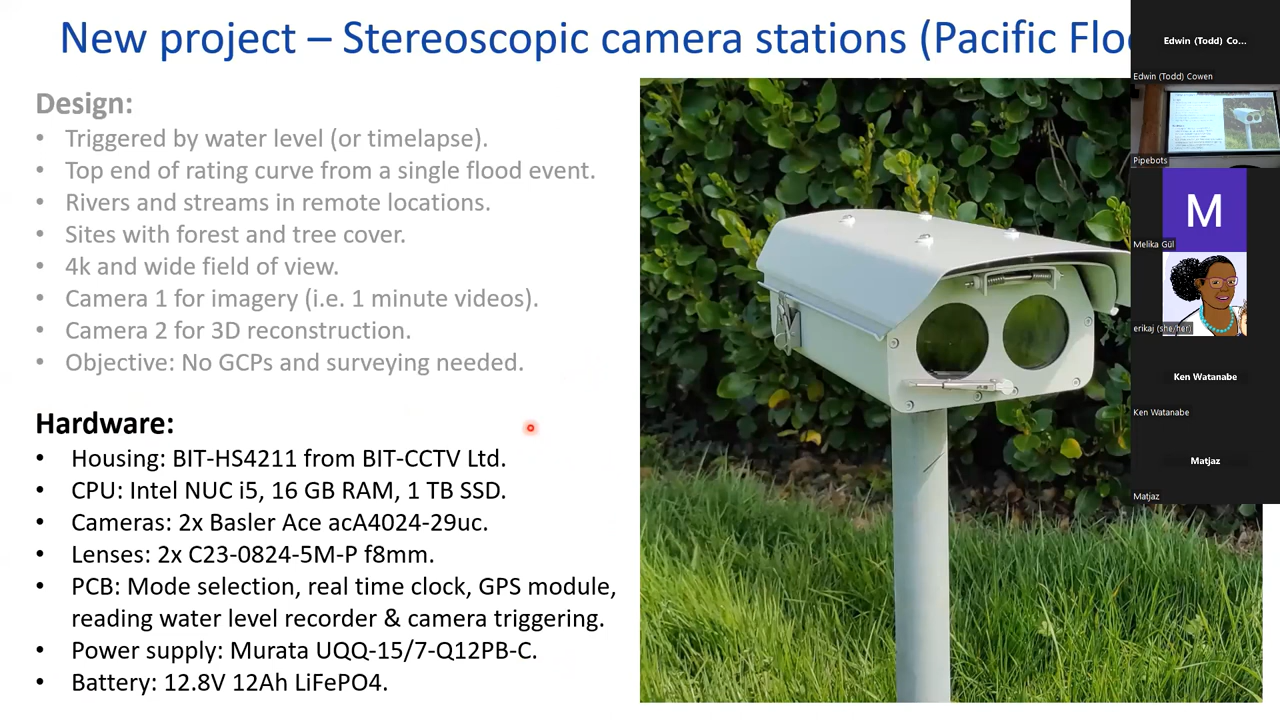 New project – Stereoscopic camera stations (Pacific Flo
Design:
• Triggered by water level (or timelapse).
• Top end of rating curve from a single flood event.
• Rivers and streams in remote locations.
• Sites with forest and tree cover.
• 4k and wide field of view.
• Camera 1 for imagery (i.e. 1 minute videos).
• Camera 2 for 3D reconstruction.
• Objective: No GCPs and surveying needed.
Hardware:
• Housing: BIT-HS4211 from BIT-CCTV Ltd.
• CPU: Intel NUC i5, 16 GB RAM, 1 TB SSD.
• Cameras: 2x Basler Ace acA4024-29uc.
• Lenses: 2x C23-0824-5M-P f8mm.
• PCB: Mode selection, real time clock, GPS module,
reading water level recorder & camera triggering.
• Power supply: Murata UQQ-15/7-Q12PB-C.
• Battery: 12.8V 12Ah LiFePO4.
Edwin (Todd) Co...
Edwin (Todd) Cowen
Pipebots
M
Melika Gül
erikaj (she/her)
Ken Watanabe
Ken Watanabe
Matjaz
Matjaz